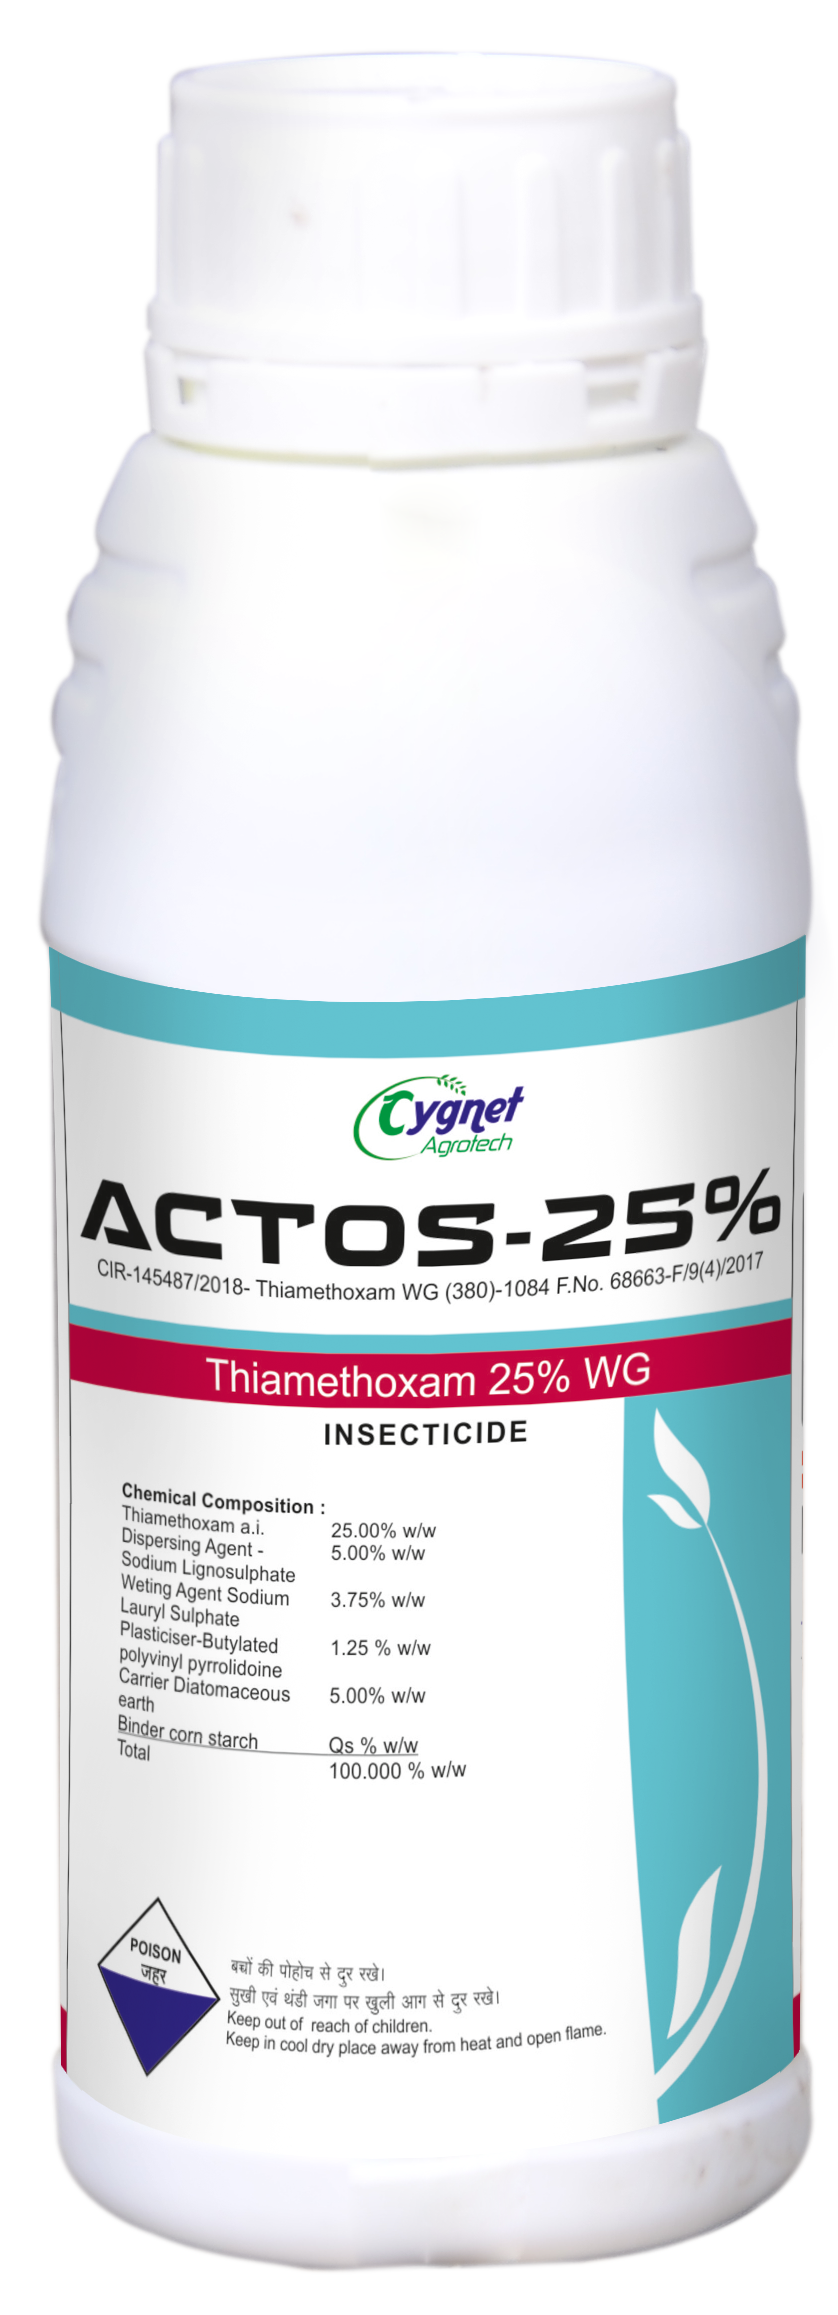 Cygnet
Agrotech
ACTOS-25%
CIR-145487/2018- Thiamethoxam WG (380)-1084 F.No. 68663-F/9(4)/2017
Thiamethoxam 25% WG
INSECTICIDE
Chemical Composition :
Thiamethoxam a.i. 25.00% w/w
Dispersing Agent - 5.00% w/w
Sodium Lignosulphate
Weting Agent Sodium 3.75% w/w
Lauryl Sulphate
Plasticiser-Butylated 1.25 % w/w
polyvinyl pyrrolidoine
Carrier Diatomaceous 5.00% w/w
earth
Binder corn starch Qs % w/w
Total 100.000 % w/w
POISON
जहर
बच्चों की पोहोच से दुर रखे।
सुखी एवं थंडी जगा पर खुली आग से दुर रखे।
Keep out of reach of children.
Keep in cool dry place away from heat and open flame.